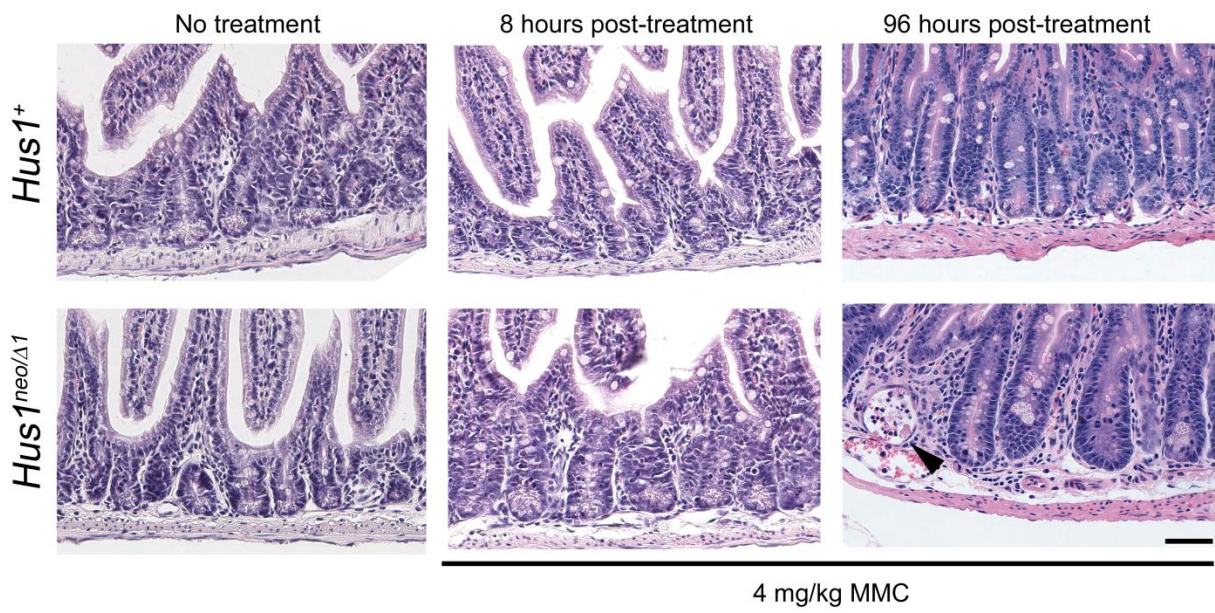 No treatment
8 hours post-treatment
96 hours post-treatment
Hus1⁺
Hus1ⁿᵉᵒ/Δ¹
4 mg/kg MMC